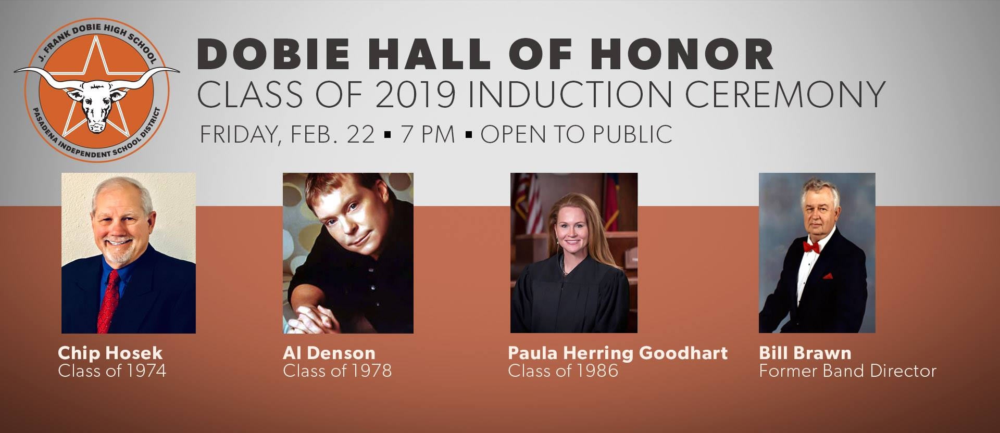 J. FRANK DOBIE HIGH SCHOOL
PASADENA INDEPENDENT SCHOOL DISTRICT
DOBIE HALL OF HONOR
CLASS OF 2019 INDUCTION CEREMONY
FRIDAY, FEB. 22 ▪ 7 PM ▪ OPEN TO PUBLIC
Chip Hosek
Class of 1974
Al Denson
Class of 1978
Paula Herring Goodhart
Class of 1986
Bill Brawn
Former Band Director